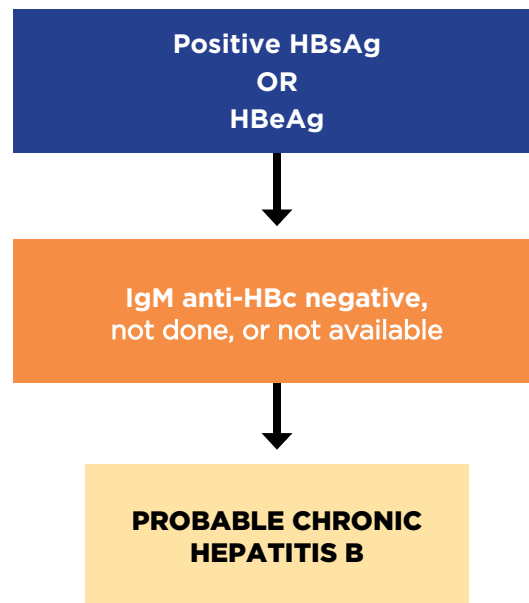 Positive HBsAg
OR
HBeAg
IgM anti-HBc negative,
not done, or not available
PROBABLE CHRONIC
HEPATITIS B